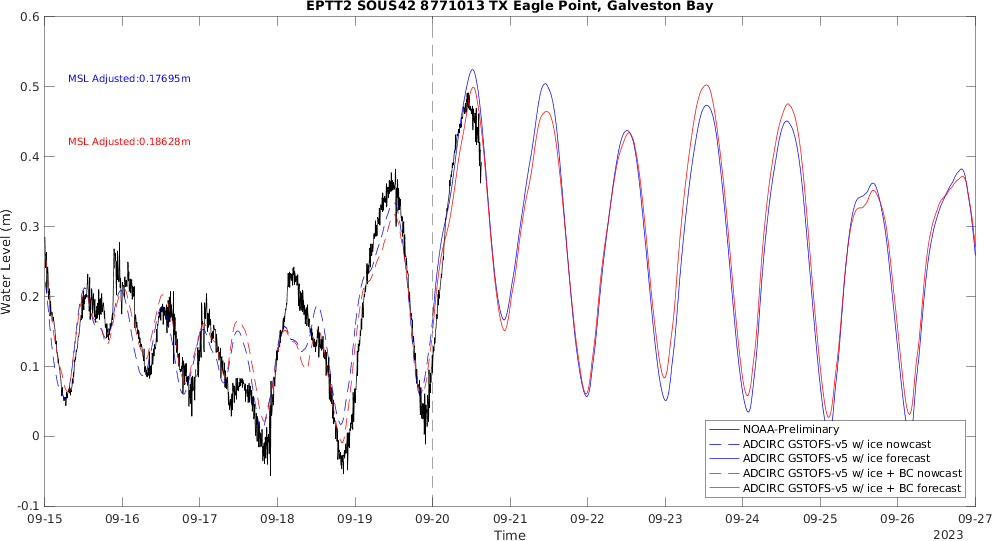 EPTT2 SOUS42 8771013 TX Eagle Point, Galveston Bay
0.6
0.5
0.4
0.3
0.2
0.1
0
-0.1
Water Level (m)
MSL Adjusted:0.17695m
MSL Adjusted:0.18628m
NOAA-Preliminary
ADCIRC GSTOFS-v5 w/ ice nowcast
ADCIRC GSTOFS-v5 w/ ice forecast
ADCIRC GSTOFS-v5 w/ ice + BC nowcast
ADCIRC GSTOFS-v5 w/ ice + BC forecast
09-15 09-16 09-17 09-18 09-19 09-20 09-21 09-22 09-23 09-24 09-25 09-26 09-27
Time
2023